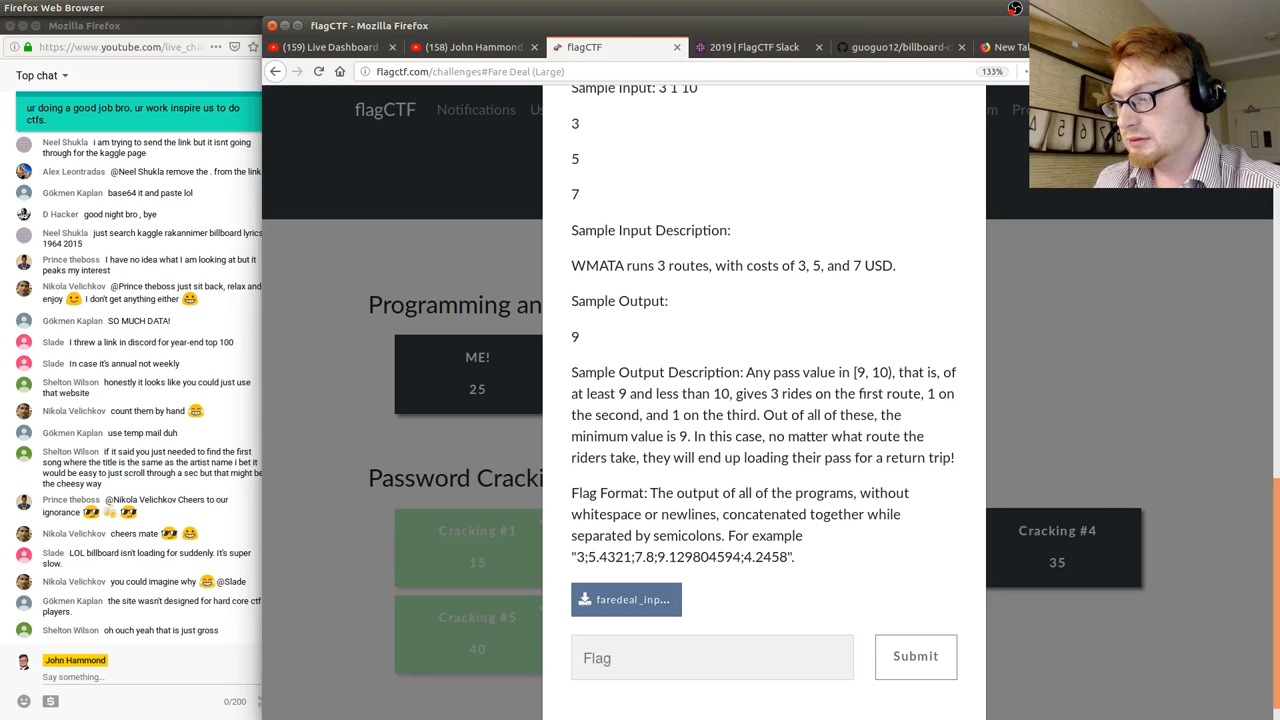 Firefox Web Browser
Mozilla Firefox
https://www.youtube.com/live_cha
Top chat
ur doing a good job bro, ur work inspire us to do
ctfs.
Neel Shukla i am trying to send the link but it isnt going
through for the kaggle page
Alex Leontradas @Neel Shukla remove the . from the link
Gökmen Kaplan base64 it and paste lol
D Hacker good night bro , bye
Neel Shukla just search kaggle rakannimer billboard lyrics
1964 2015
Prince theboss I have no idea what I am looking at but it
peaks my interest
Nikola Velichkov @Prince theboss just sit back, relax and
enjoy I don't get anything either
Gökmen Kaplan SO MUCH DATA!
Slade I threw a link in discord for year-end top 100
Slade In case it's annual not weekly
Shelton Wilson honestly it looks like you could just use
that website
Nikola Velichkov count them by hand
Gökmen Kaplan use temp mail duh
Shelton Wilson if it said you just needed to find the first
song where the title is the same as the artist name i bet it
would be easy to just scroll through a sec but that might be
the cheesy way
Prince theboss @Nikola Velichkov Cheers to our
ignorance
Nikola Velichkov cheers mate
Slade LOL billboard isn't loading for suddenly. It's super
slow.
Nikola Velichkov you could imagine why @Slade
Gökmen Kaplan the site wasn't designed for hard core ctf
players.
Shelton Wilson oh ouch yeah that is just gross
John Hammond
Say something...
0/200
flagCTF - Mozilla Firefox
(159) Live Dashboard
(158) John Hammond
flagCTF
2019 | FlagCTF Slack
guoguo12/billboard-c
New Ta
flagctf.com/challenges#Fare Deal (Large)
133%
flagCTF
Notifications
Us
Programming an
ME!
25
Password Cracki
Cracking #1
15
Cracking #5
40
Cracking #4
35
Sample Input: 3 1 10
3
5
7
Sample Input Description:
WMATA runs 3 routes, with costs of 3, 5, and 7 USD.
Sample Output:
9
Sample Output Description: Any pass value in [9, 10), that is, of
at least 9 and less than 10, gives 3 rides on the first route, 1 on
the second, and 1 on the third. Out of all of these, the
minimum value is 9. In this case, no matter what route the
riders take, they will end up loading their pass for a return trip!
Flag Format: The output of all of the programs, without
whitespace or newlines, concatenated together while
separated by semicolons. For example
"3;5.4321;7.8;9.129804594;4.2458".
faredeal_inp...
Flag
Submit